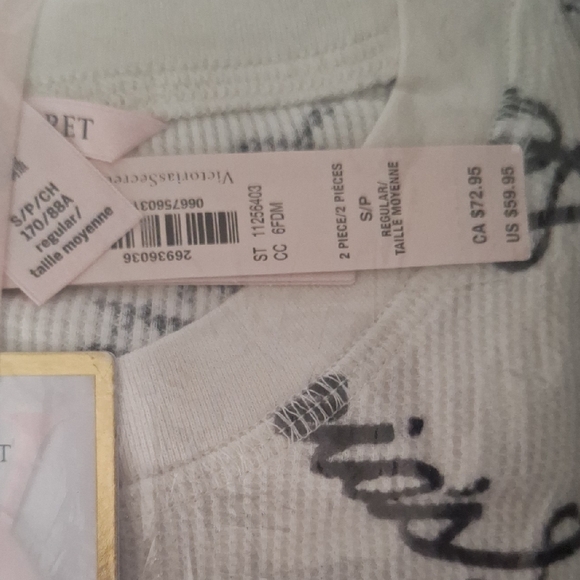 RET
S/P/CH
170/88A
regular/
taille moyenne
VictoriasSecret
066756031
26936036
ST 11256403
CC 6FDM
2 PIECE/2 PIÈCES
S/P
REGULAR/
TAILLE MOYENNE
CA $72.95
US $59.95
T